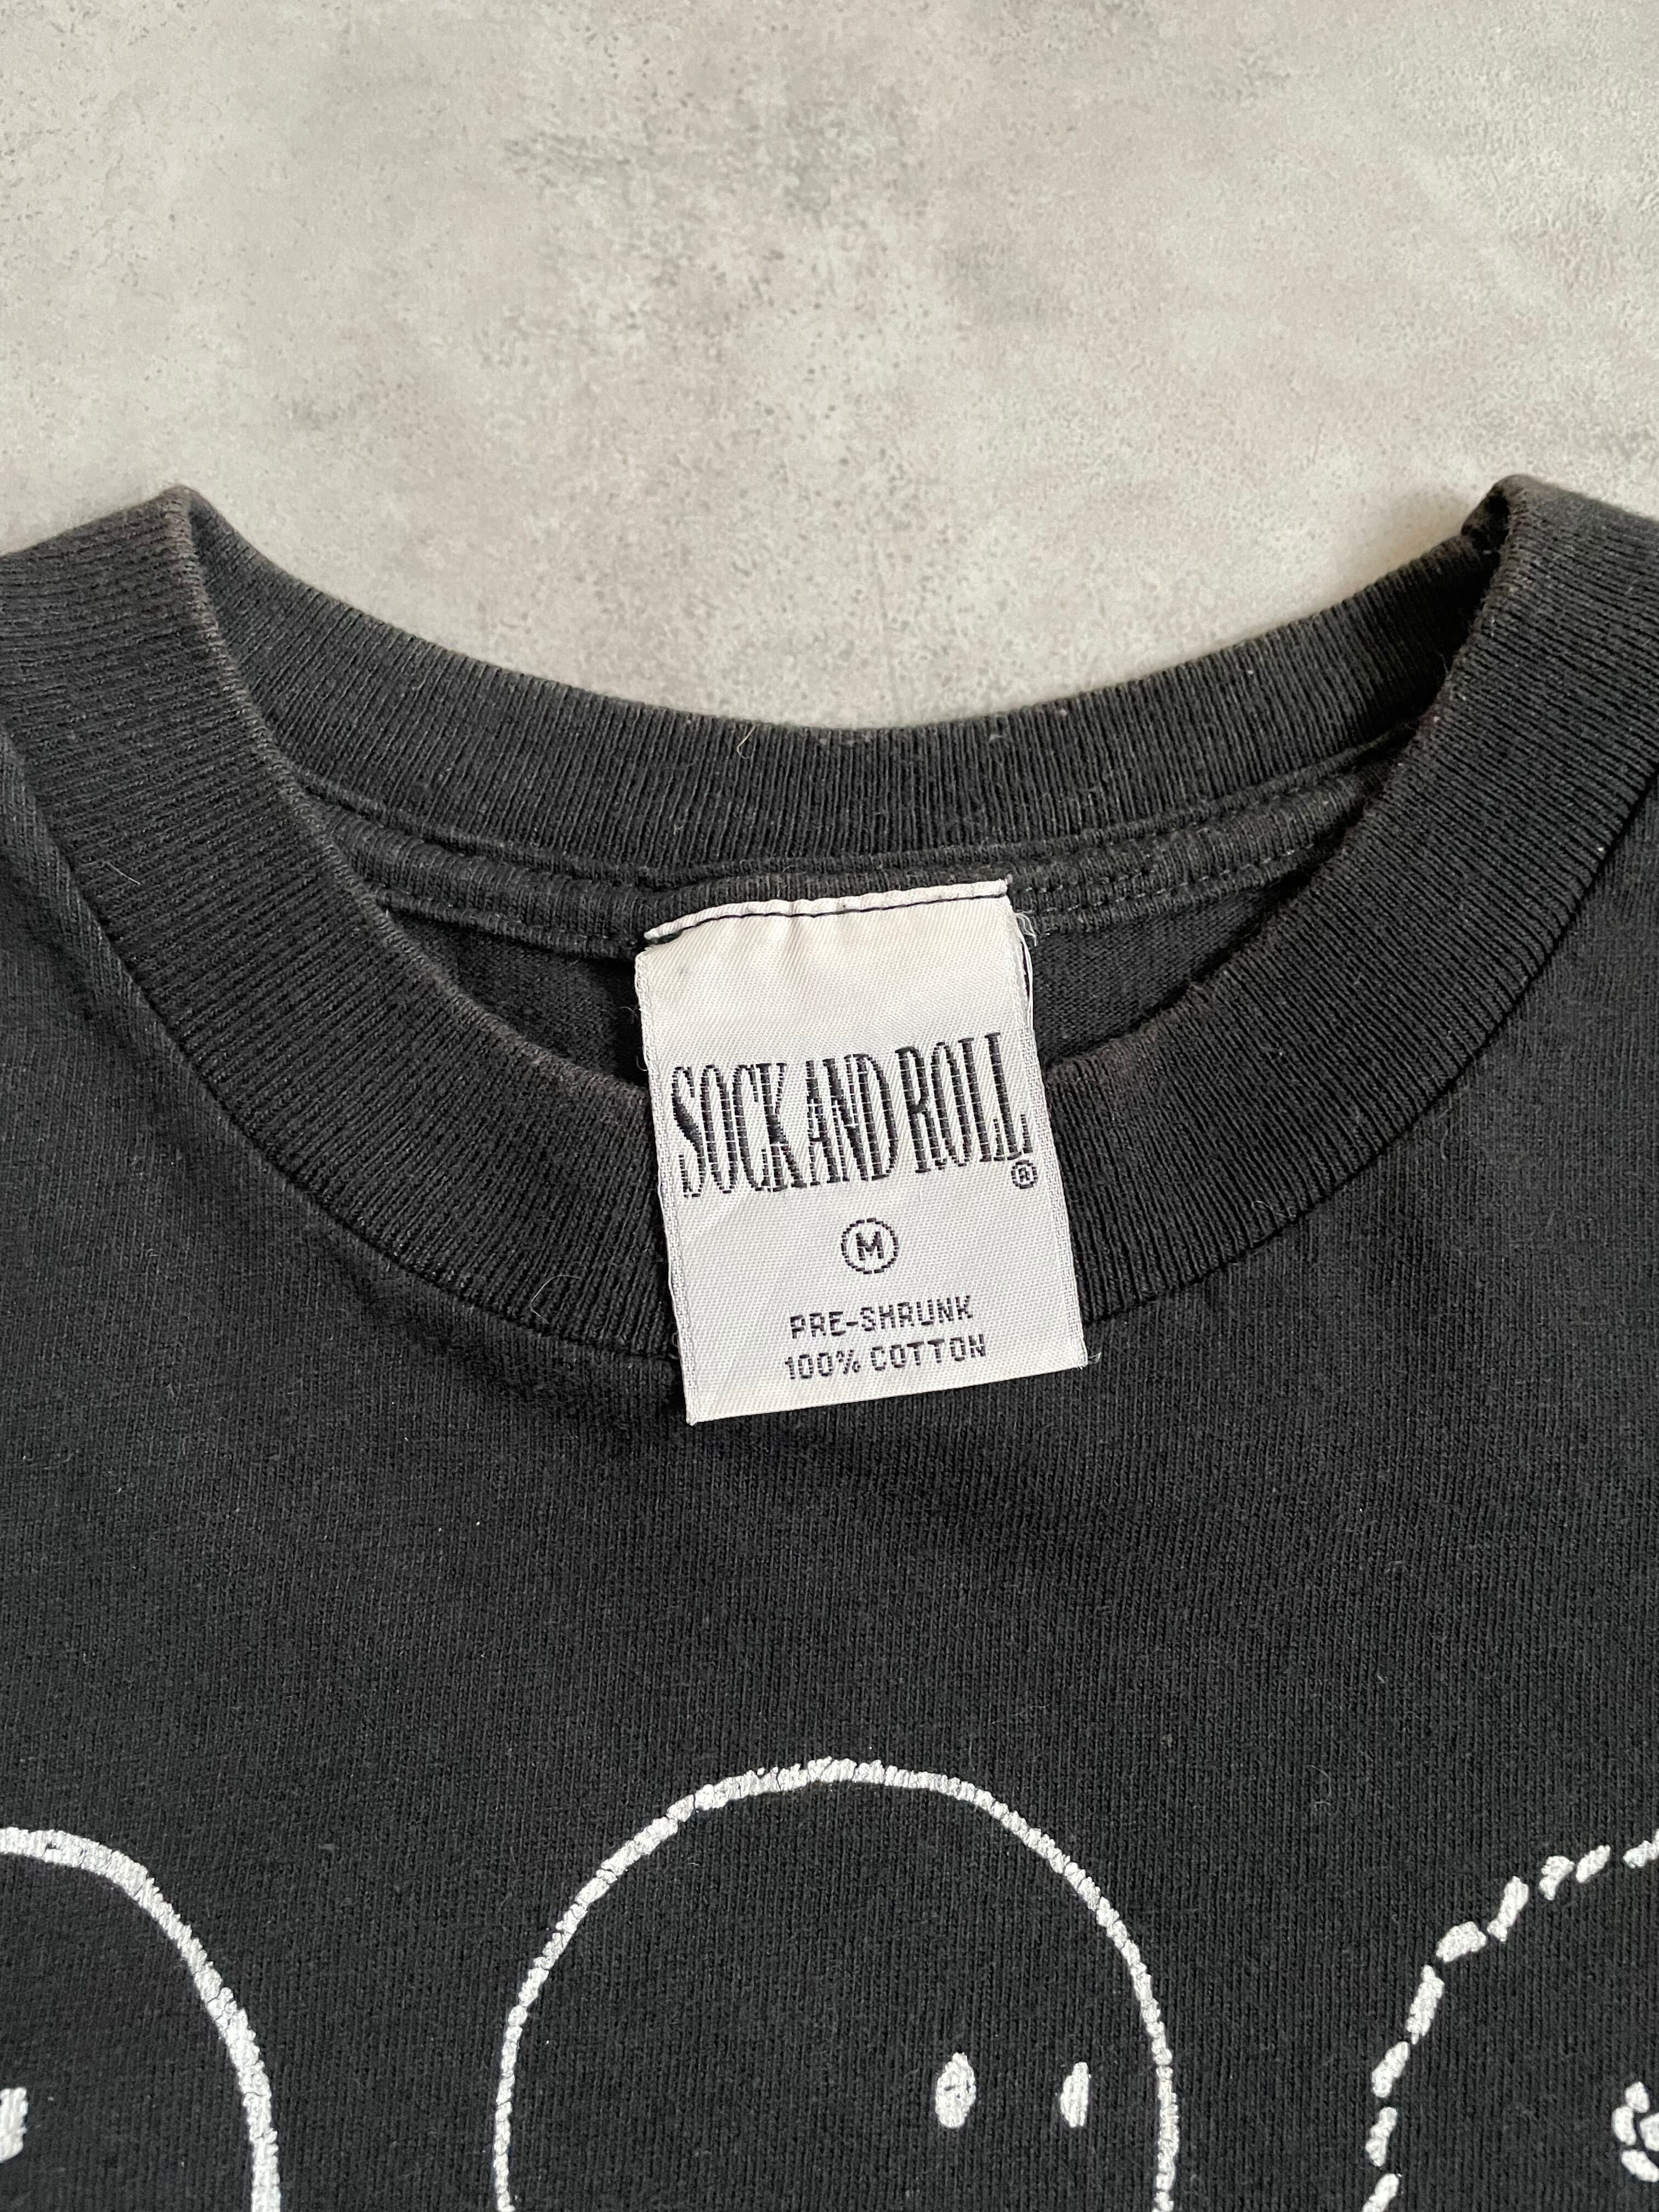 SOCK AND ROLL
®
M
PRE-SHRUNK
100% COTTON